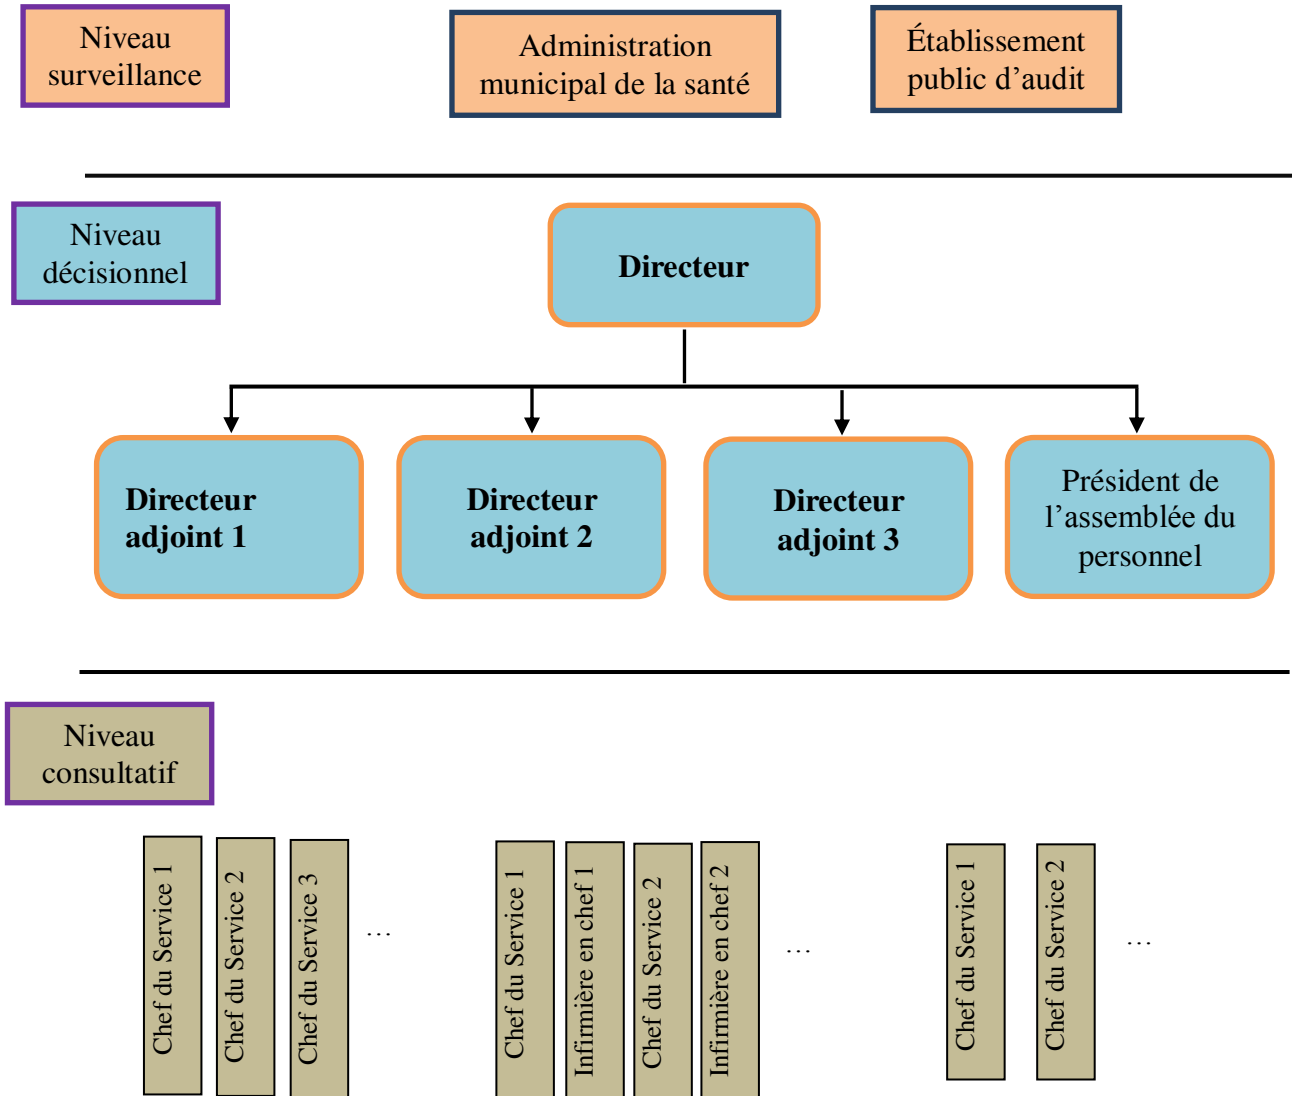 Niveau
surveillance
Administration
municipal de la santé
Établissement
public d’audit
Niveau
décisionnel
Directeur
Directeur
adjoint 1
Directeur
adjoint 2
Directeur
adjoint 3
Président de
l’assemblée du
personnel
Niveau
consultatif
Chef du Service 1
Chef du Service 2
Chef du Service 3
…
Chef du Service 1
Infirmière en chef 1
Chef du Service 2
Infirmière en chef 2
…
Chef du Service 1
Chef du Service 2
…